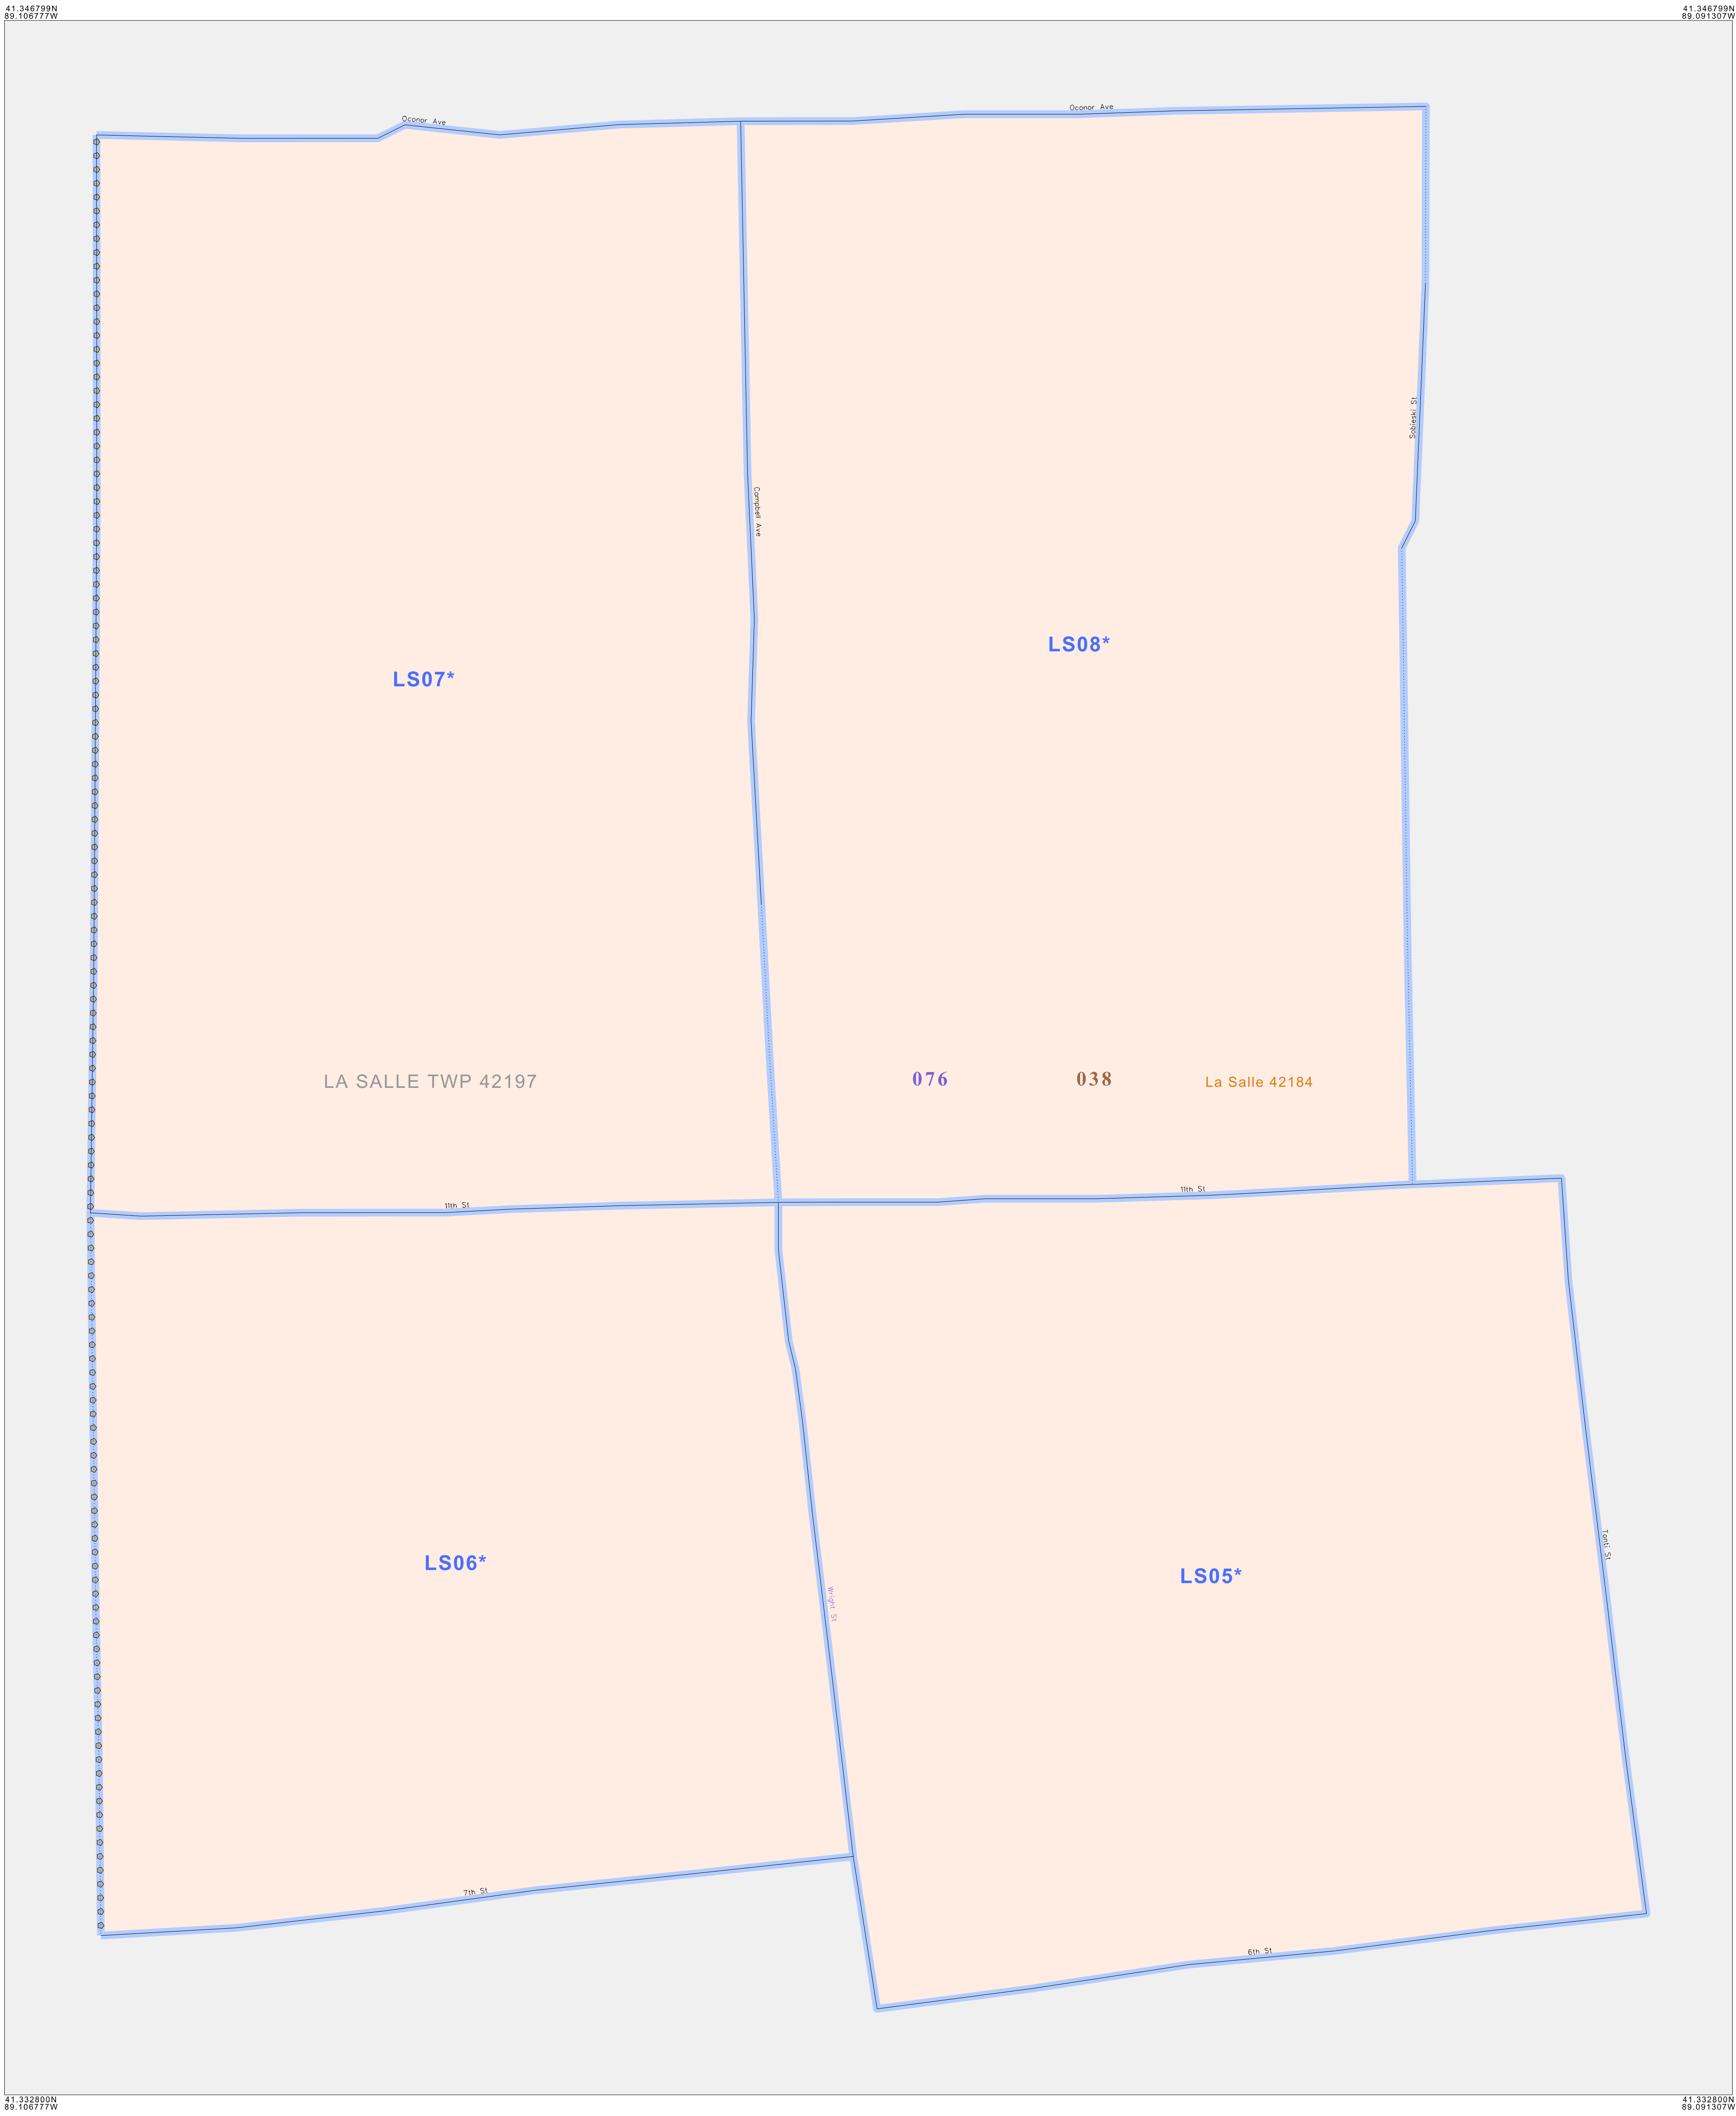 41.346799N
89.106777W
41.346799N
89.091307W
Oconor Ave
Oconor Ave
Sobieski St
Campbell Ave
LS08*
LS07*
LA SALLE TWP 42197
076
038
La Salle 42184
11th St
11th St
Tonti St
LS06*
LS05*
Wright St
7th St
6th St
41.332800N
89.106777W
41.332800N
89.091307W